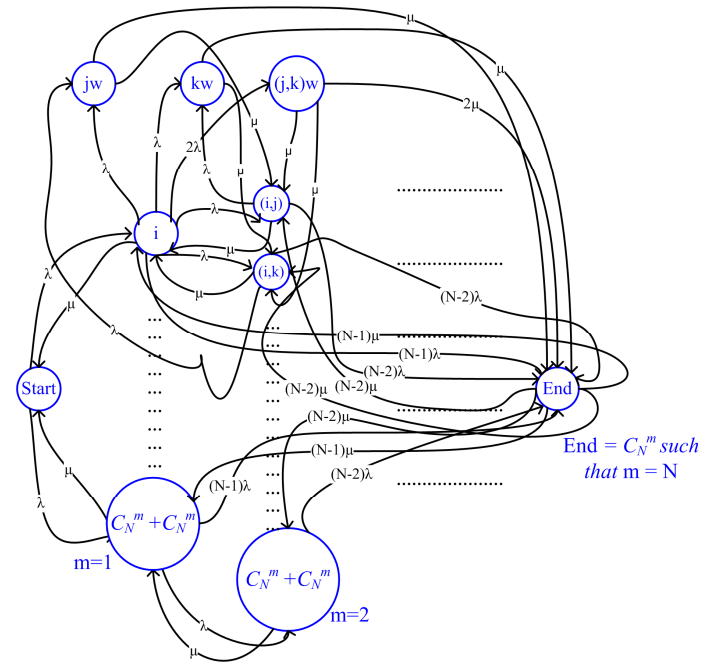 μ
jw
kw
(j,k)w
μ
2μ
μ
λ
2λ
λ
μ
μ
λ
μ
(i,j)
λ
i
μ
λ
(i,k)
λ
μ
μ
(N-2)λ
λ
(N-1)μ
(N-1)λ
(N-2)λ
Start
(N-2)μ
(N-2)μ
End
(N-2)μ
End = C_N^m such
that m = N
(N-1)μ
μ
(N-1)λ
(N-2)λ
λ
C_N^m + C_N^m
m=1
C_N^m + C_N^m
m=2
λ
μ